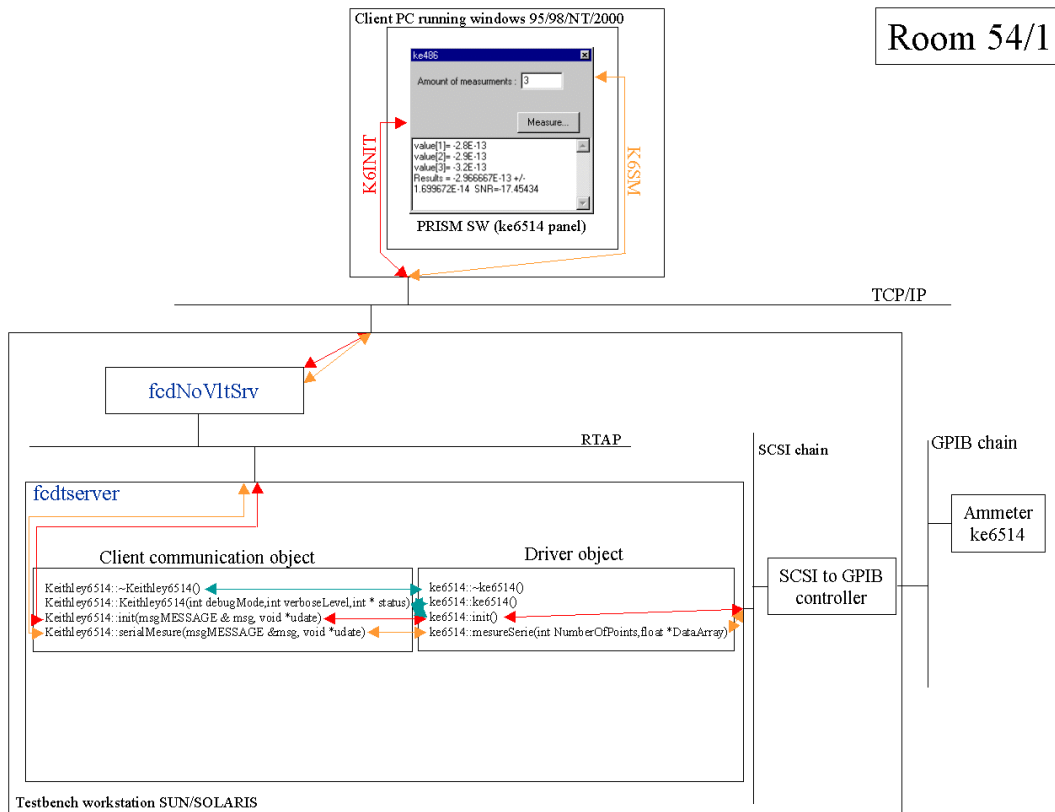 Client PC running windows 95/98/NT/2000
Room 54/1
ke486
Amount of measurments : 3
Measure...
value[1]= -2.8E-13
value[2]= -2.9E-13
value[3]= -3.2E-13
Results = -2.966667E-13 +/-
1.699672E-14 SNR=-17.45434
K6INIT
K6SM
PRISM SW (ke6514 panel)
TCP/IP
fcdNoVltSrv
RTAP
SCSI chain
GPIB chain
fcdtserver
Ammeter
ke6514
Client communication object
Driver object
SCSI to GPIB
controller
Keithley6514::~Keithley6514()
Keithley6514::Keithley6514(int debugMode,int verboseLevel,int * status)
Keithley6514::init(msgMESSAGE & msg, void *udate)
Keithley6514::serialMesure(msgMESSAGE &msg, void *udate)
ke6514::~ke6514()
ke6514::ke6514()
ke6514::init()
ke6514::mesureSerie(int NumberOfPoints,float *DataArray)
Testbench workstation SUN/SOLARIS